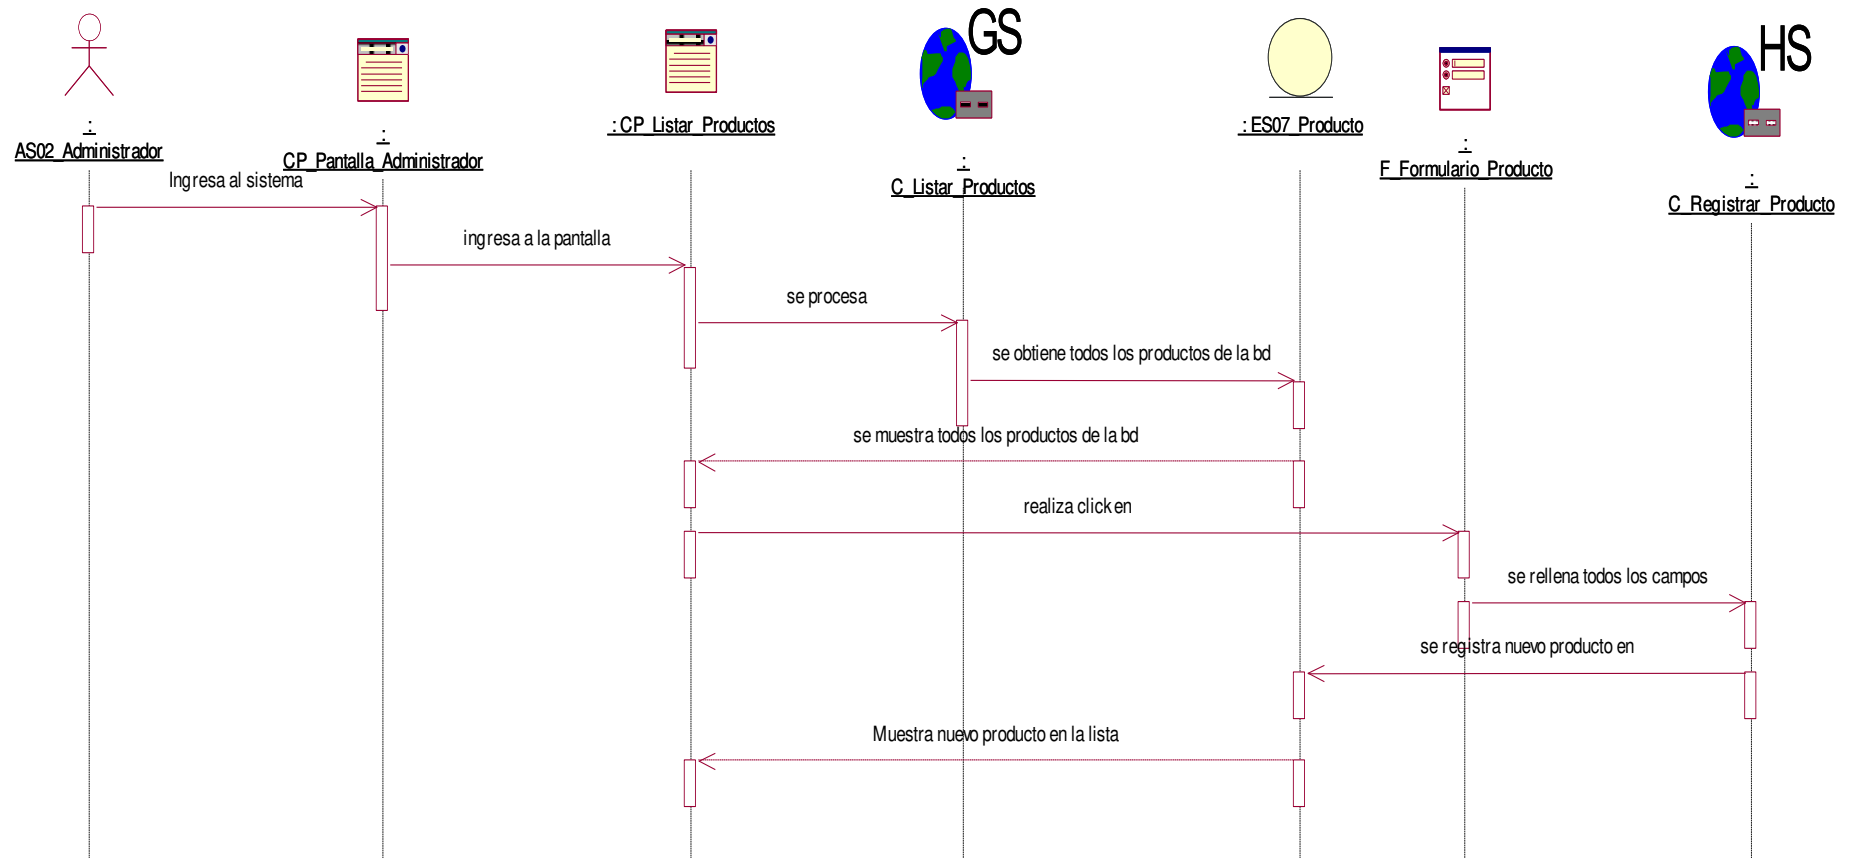 GS
HS
:
AS02_Administrador
:
CP_Pantalla_Administrador
: CP_Listar_Productos
:
C_Listar_Productos
: ES07_Producto
:
F_Formulario_Producto
:
C_Registrar_Producto
Ingresa al sistema
ingresa a la pantalla
se procesa
se obtiene todos los productos de la bd
se muestra todos los productos de la bd
realiza click en
se rellena todos los campos
se registra nuevo producto en
Muestra nuevo producto en la lista